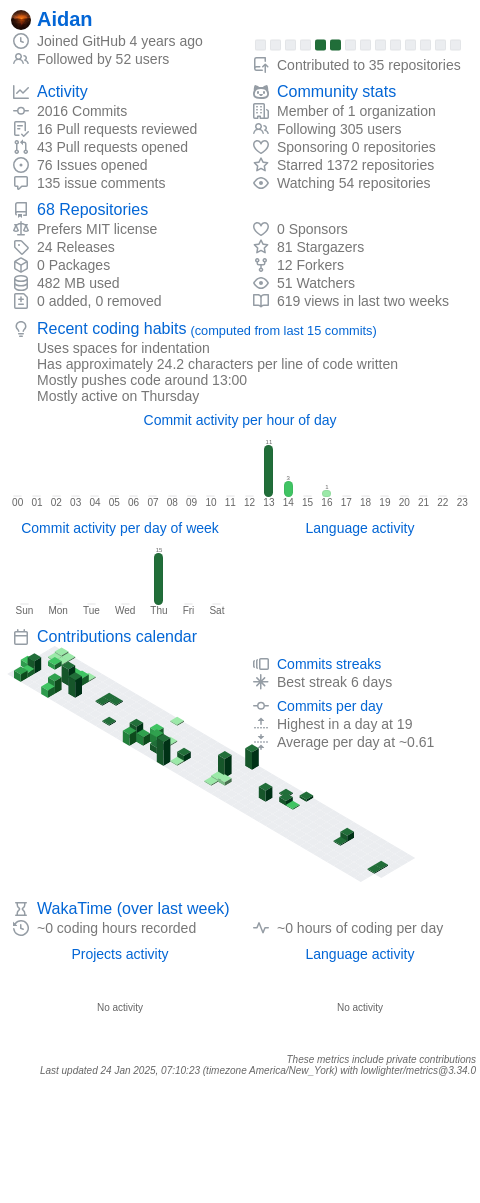 Aidan
Joined GitHub 4 years ago
Followed by 52 users
Contributed to 35 repositories
Activity
2016 Commits
16 Pull requests reviewed
43 Pull requests opened
76 Issues opened
135 issue comments
Community stats
Member of 1 organization
Following 305 users
Sponsoring 0 repositories
Starred 1372 repositories
Watching 54 repositories
68 Repositories
Prefers MIT license
24 Releases
0 Packages
482 MB used
0 added, 0 removed
0 Sponsors
81 Stargazers
12 Forkers
51 Watchers
619 views in last two weeks
Recent coding habits (computed from last 15 commits)
Uses spaces for indentation
Has approximately 24.2 characters per line of code written
Mostly pushes code around 13:00
Mostly active on Thursday
Commit activity per hour of day
11
3
1
00 01 02 03 04 05 06 07 08 09 10 11 12 13 14 15 16 17 18 19 20 21 22 23
Commit activity per day of week
15
Sun Mon Tue Wed Thu Fri Sat
Language activity
Contributions calendar
Commits streaks
Best streak 6 days
Commits per day
Highest in a day at 19
Average per day at ~0.61
WakaTime (over last week)
~0 coding hours recorded
~0 hours of coding per day
Projects activity
No activity
Language activity
No activity
These metrics include private contributions
Last updated 24 Jan 2025, 07:10:23 (timezone America/New_York) with lowlighter/metrics@3.34.0